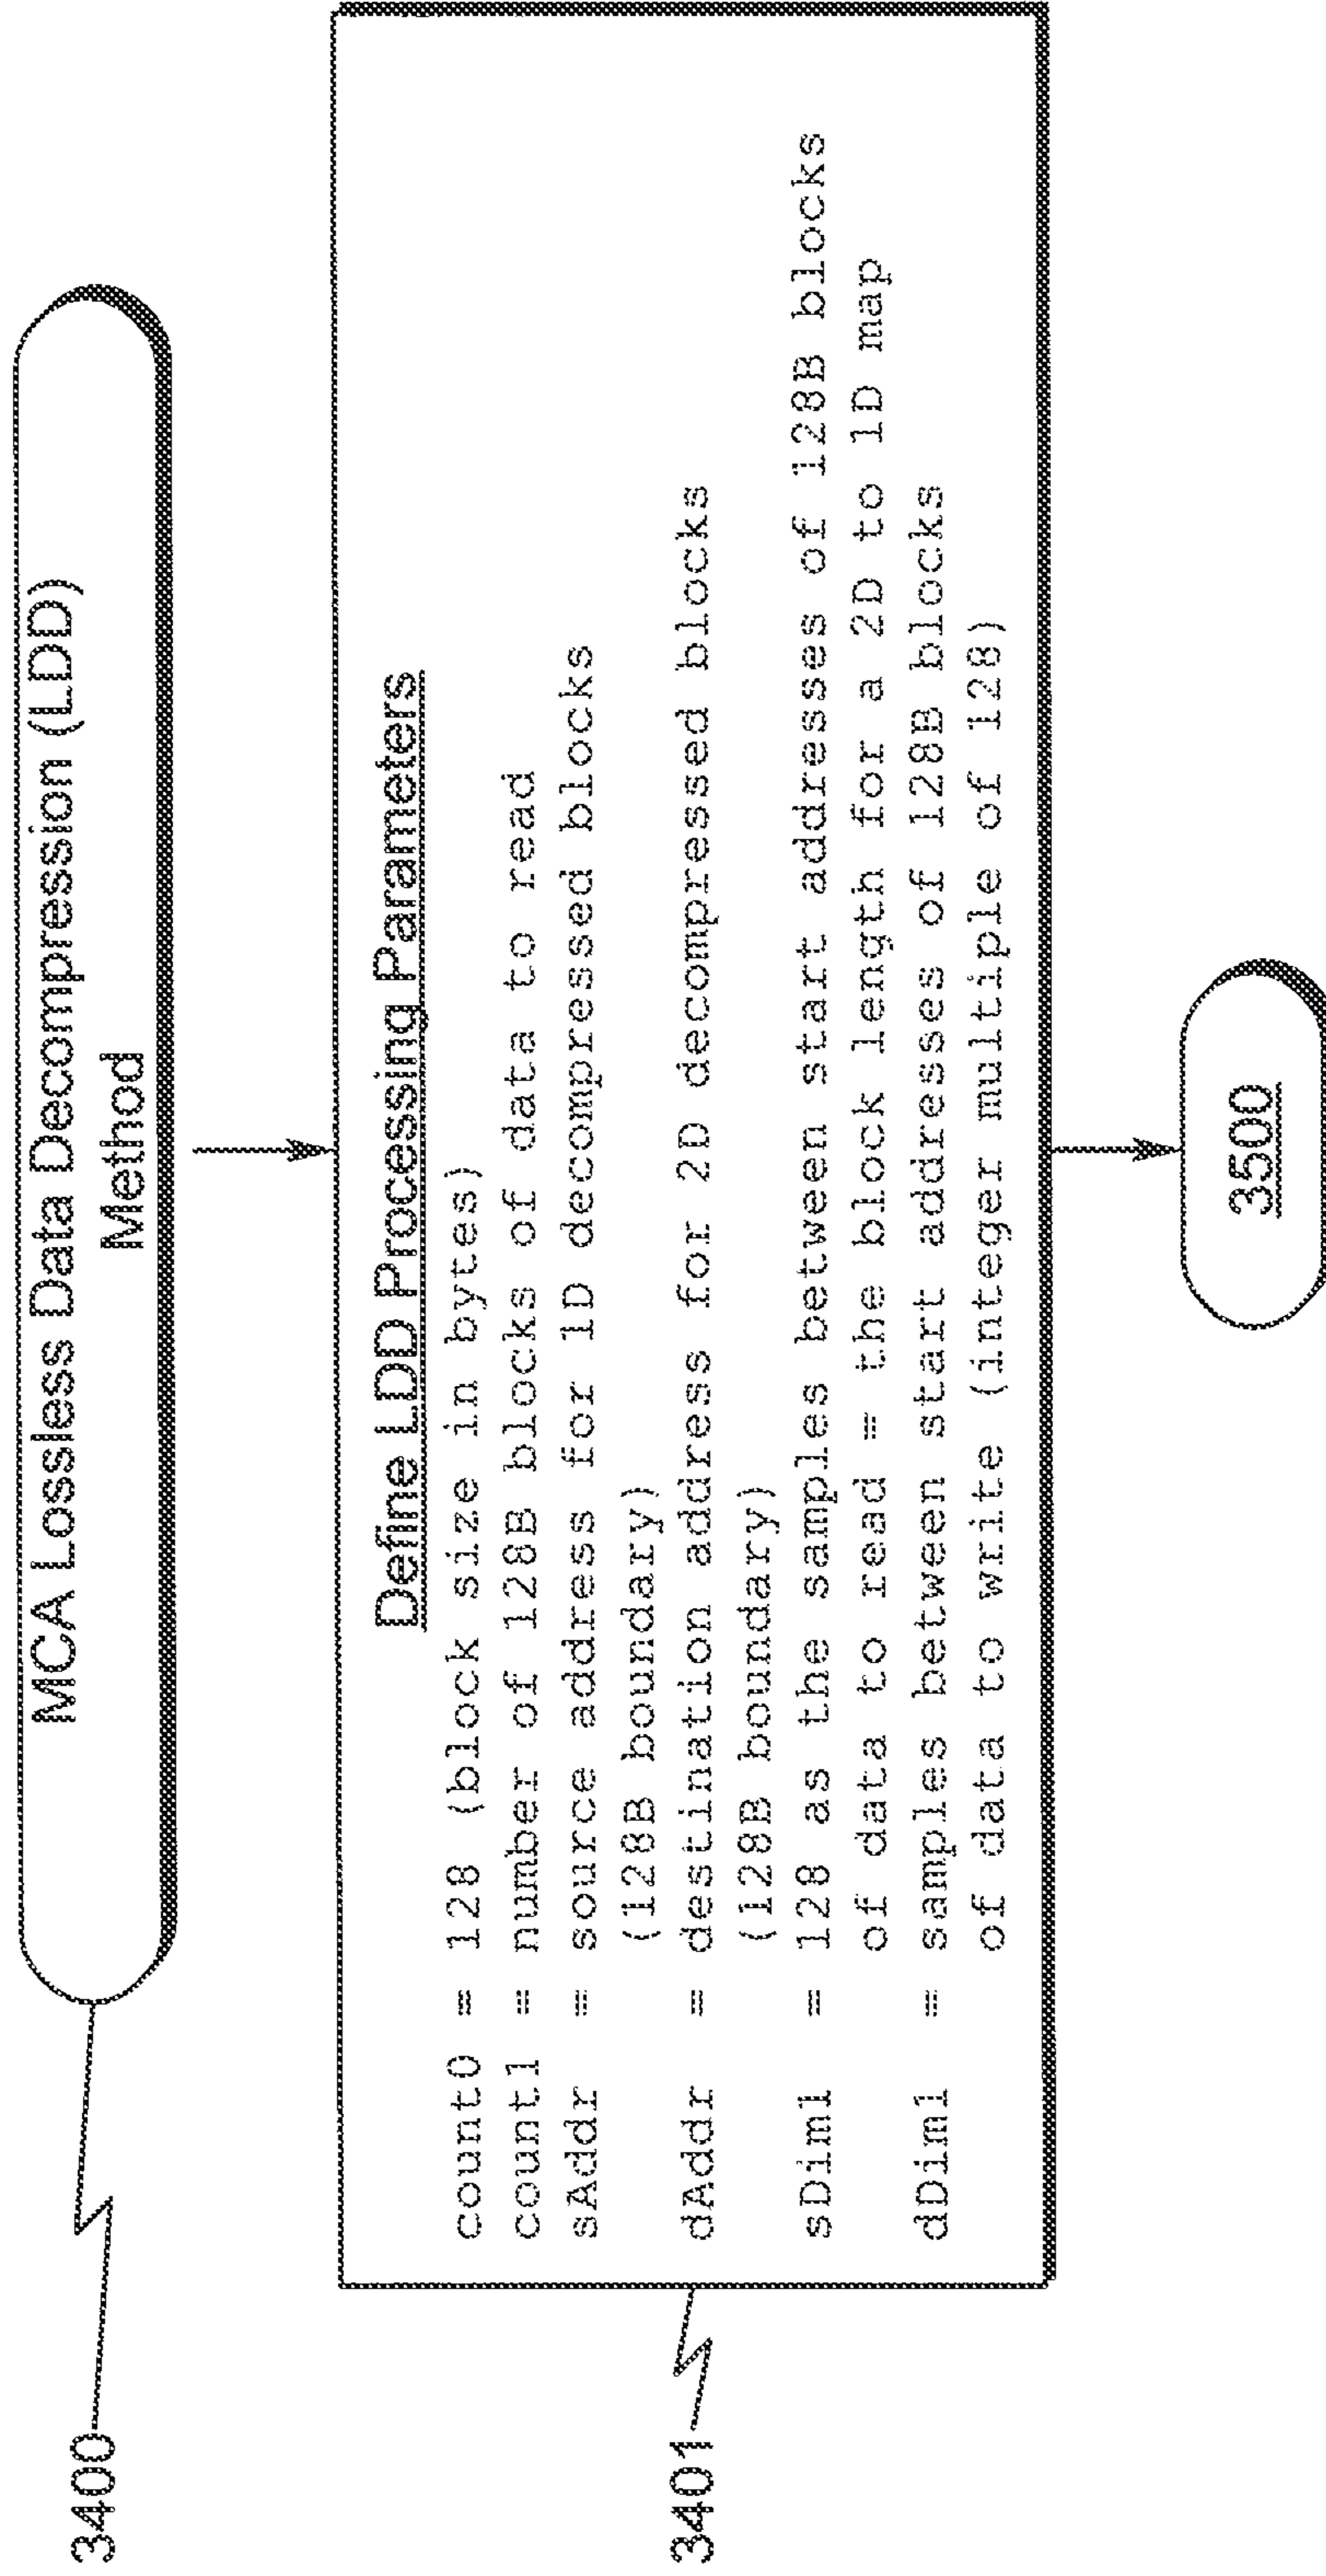 MCA Lossless Data Decompression (LDD)
Method
3400
Define LDD Processing Parameters
count0 = 128 (block size in bytes)
count1 = number of 128B blocks of data to read
sAddr = source address for 1D decompressed blocks
(128B boundary)
dAddr = destination address for 2D decompressed blocks
(128B boundary)
sDim1 = 128 as the samples between start addresses of 128B blocks
of data to read = the block length for a 2D to 1D map
dDim1 = samples between start addresses of 128B blocks
of data to write (integer multiple of 128)
3401
3500